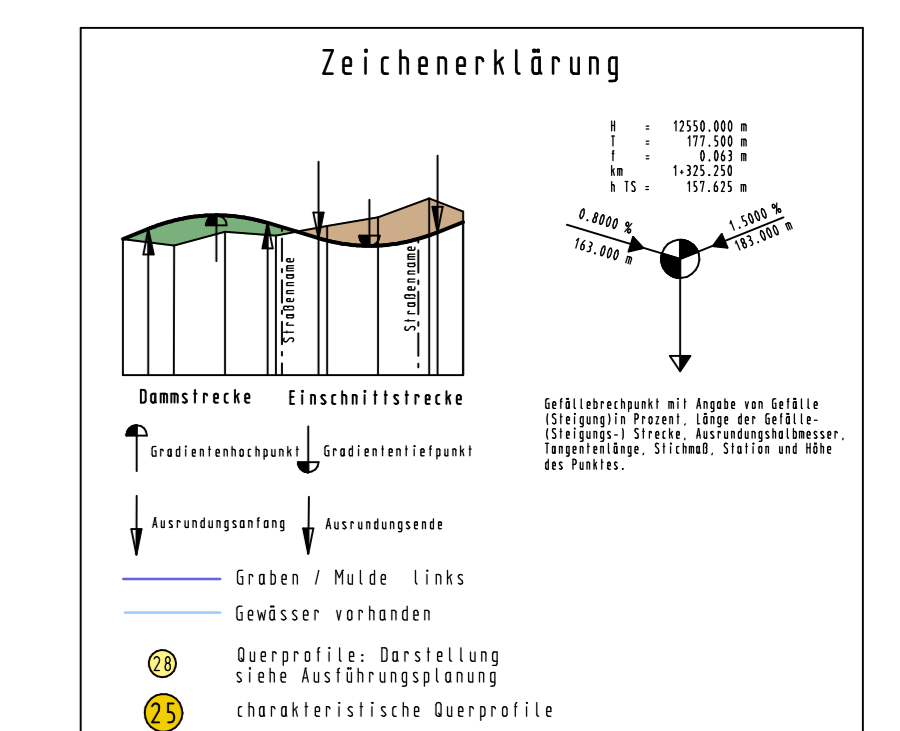 Zeichenerklärung
H = 12550.000 m
T = 177.500 m
f = 0.063 m
km 1+325.250
h TS = 157.625 m
0.8000 %
163.000 m
1.5000 %
183.000 m
Straßenname
Straßenname
Dammstrecke
Einschnittstrecke
Gefällebrechpunkt mit Angabe von Gefälle
(Steigung)in Prozent, Länge der Gefälle-
(Steigungs-) Strecke, Ausrundungshalbmesser,
Tangentenlänge, Stichmaß, Station und Höhe
des Punktes.
Gradientenhochpunkt
Gradiententiefpunkt
Ausrundungsanfang
Ausrundungsende
Graben / Mulde links
Gewässer vorhanden
28
Querprofile: Darstellung
siehe Ausführungsplanung
25
charakteristische Querprofile